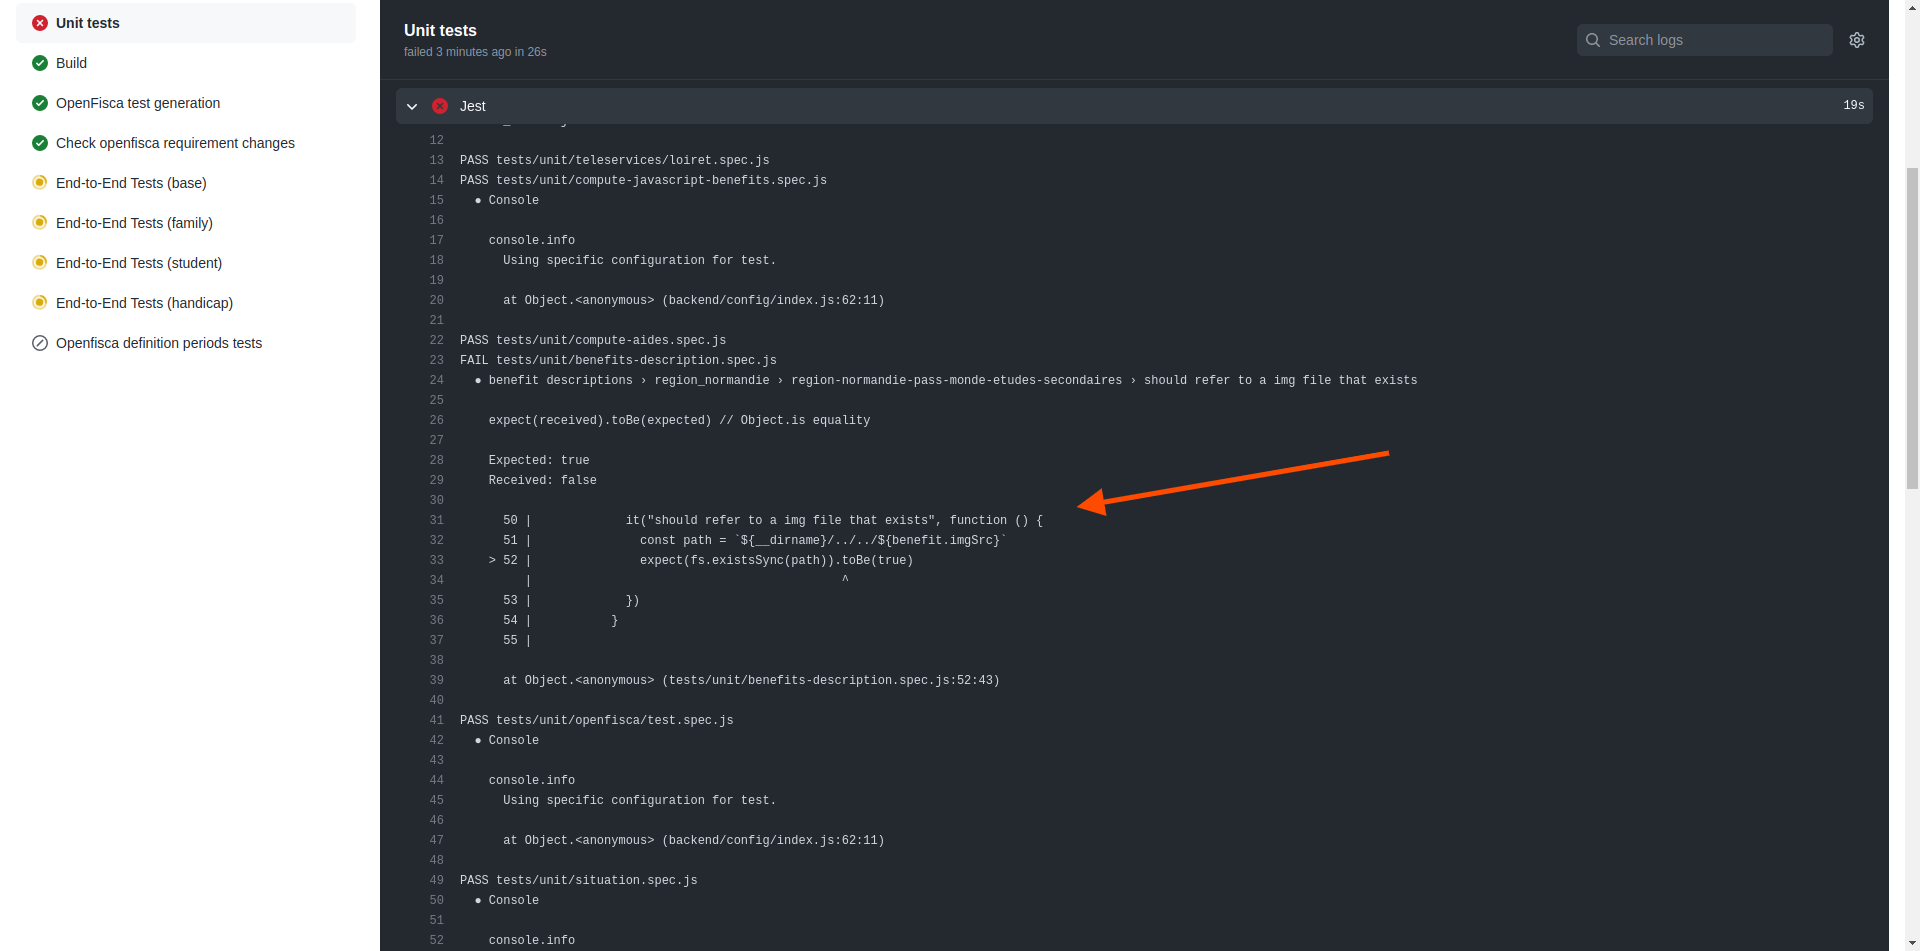 Unit tests
Build
OpenFisca test generation
Check openfisca requirement changes
End-to-End Tests (base)
End-to-End Tests (family)
End-to-End Tests (student)
End-to-End Tests (handicap)
Openfisca definition periods tests
Unit tests
failed 3 minutes ago in 26s
Search logs
Jest 19s
12
13 PASS tests/unit/teleservices/loiret.spec.js
14 PASS tests/unit/compute-javascript-benefits.spec.js
15 ● Console
16
17 console.info
18 Using specific configuration for test.
19
20 at Object.<anonymous> (backend/config/index.js:62:11)
21
22 PASS tests/unit/compute-aides.spec.js
23 FAIL tests/unit/benefits-description.spec.js
24 ● benefit descriptions › region_normandie › region-normandie-pass-monde-etudes-secondaires › should refer to a img file that exists
25
26 expect(received).toBe(expected) // Object.is equality
27
28 Expected: true
29 Received: false
30
31 50 | it("should refer to a img file that exists", function () {
32 51 | const path = `${__dirname}/../../${benefit.imgSrc}`
33 > 52 | expect(fs.existsSync(path)).toBe(true)
34 | ^
35 53 | })
36 54 | }
37 55 |
38
39 at Object.<anonymous> (tests/unit/benefits-description.spec.js:52:43)
40
41 PASS tests/unit/openfisca/test.spec.js
42 ● Console
43
44 console.info
45 Using specific configuration for test.
46
47 at Object.<anonymous> (backend/config/index.js:62:11)
48
49 PASS tests/unit/situation.spec.js
50 ● Console
51
52 console.info